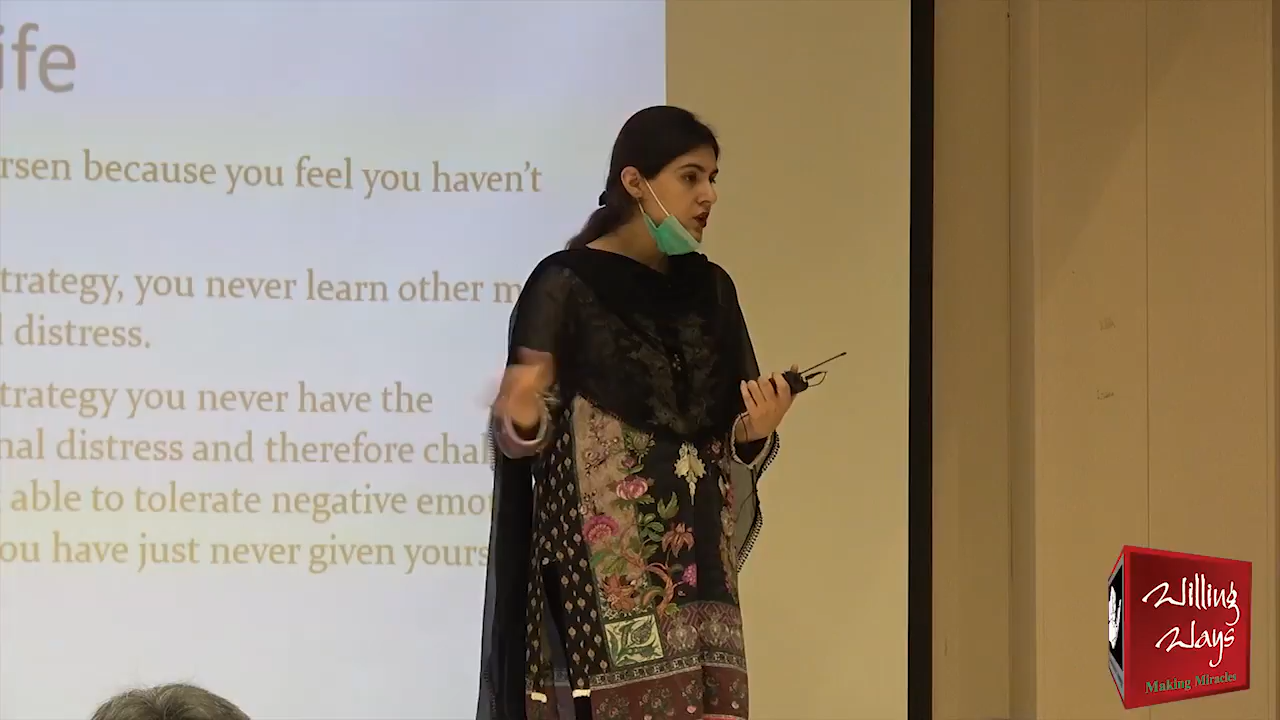 ife
rsen because you feel you haven't
trategy, you never learn other m
l distress.
trategy you never have the
nal distress and therefore chal
able to tolerate negative emo
ou have just never given yours
Willing
Ways
Making Miracles